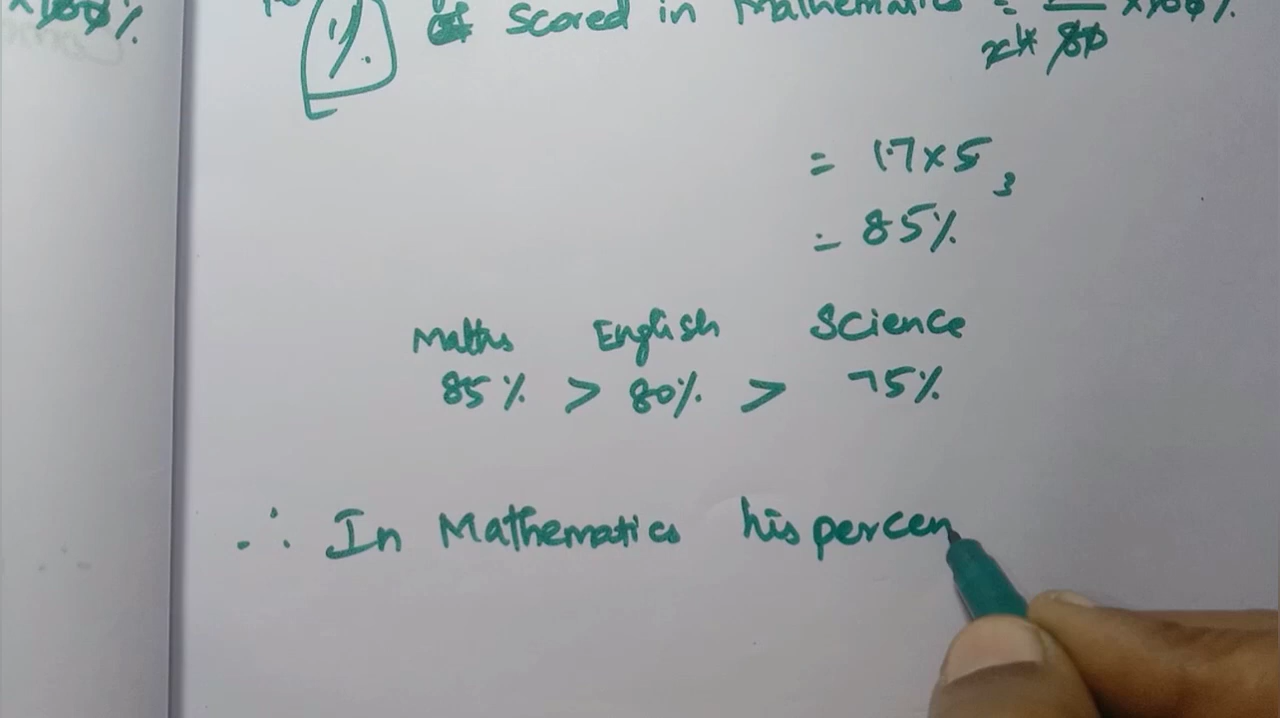 % scored in Mathematics =
= 17×5
= 85%
Maths English Science
85% > 80% > 75%
∴ In Mathematics his percen